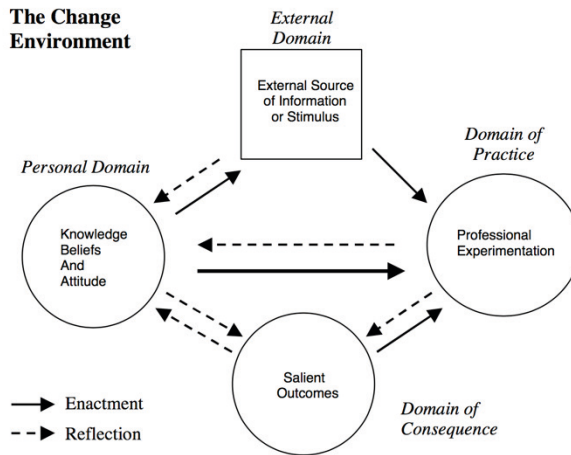 The Change
Environment
External
Domain
External Source
of Information
or Stimulus
Domain of
Practice
Personal Domain
Knowledge
Beliefs
And
Attitude
Professional
Experimentation
Salient
Outcomes
Domain of
Consequence
Enactment
Reflection